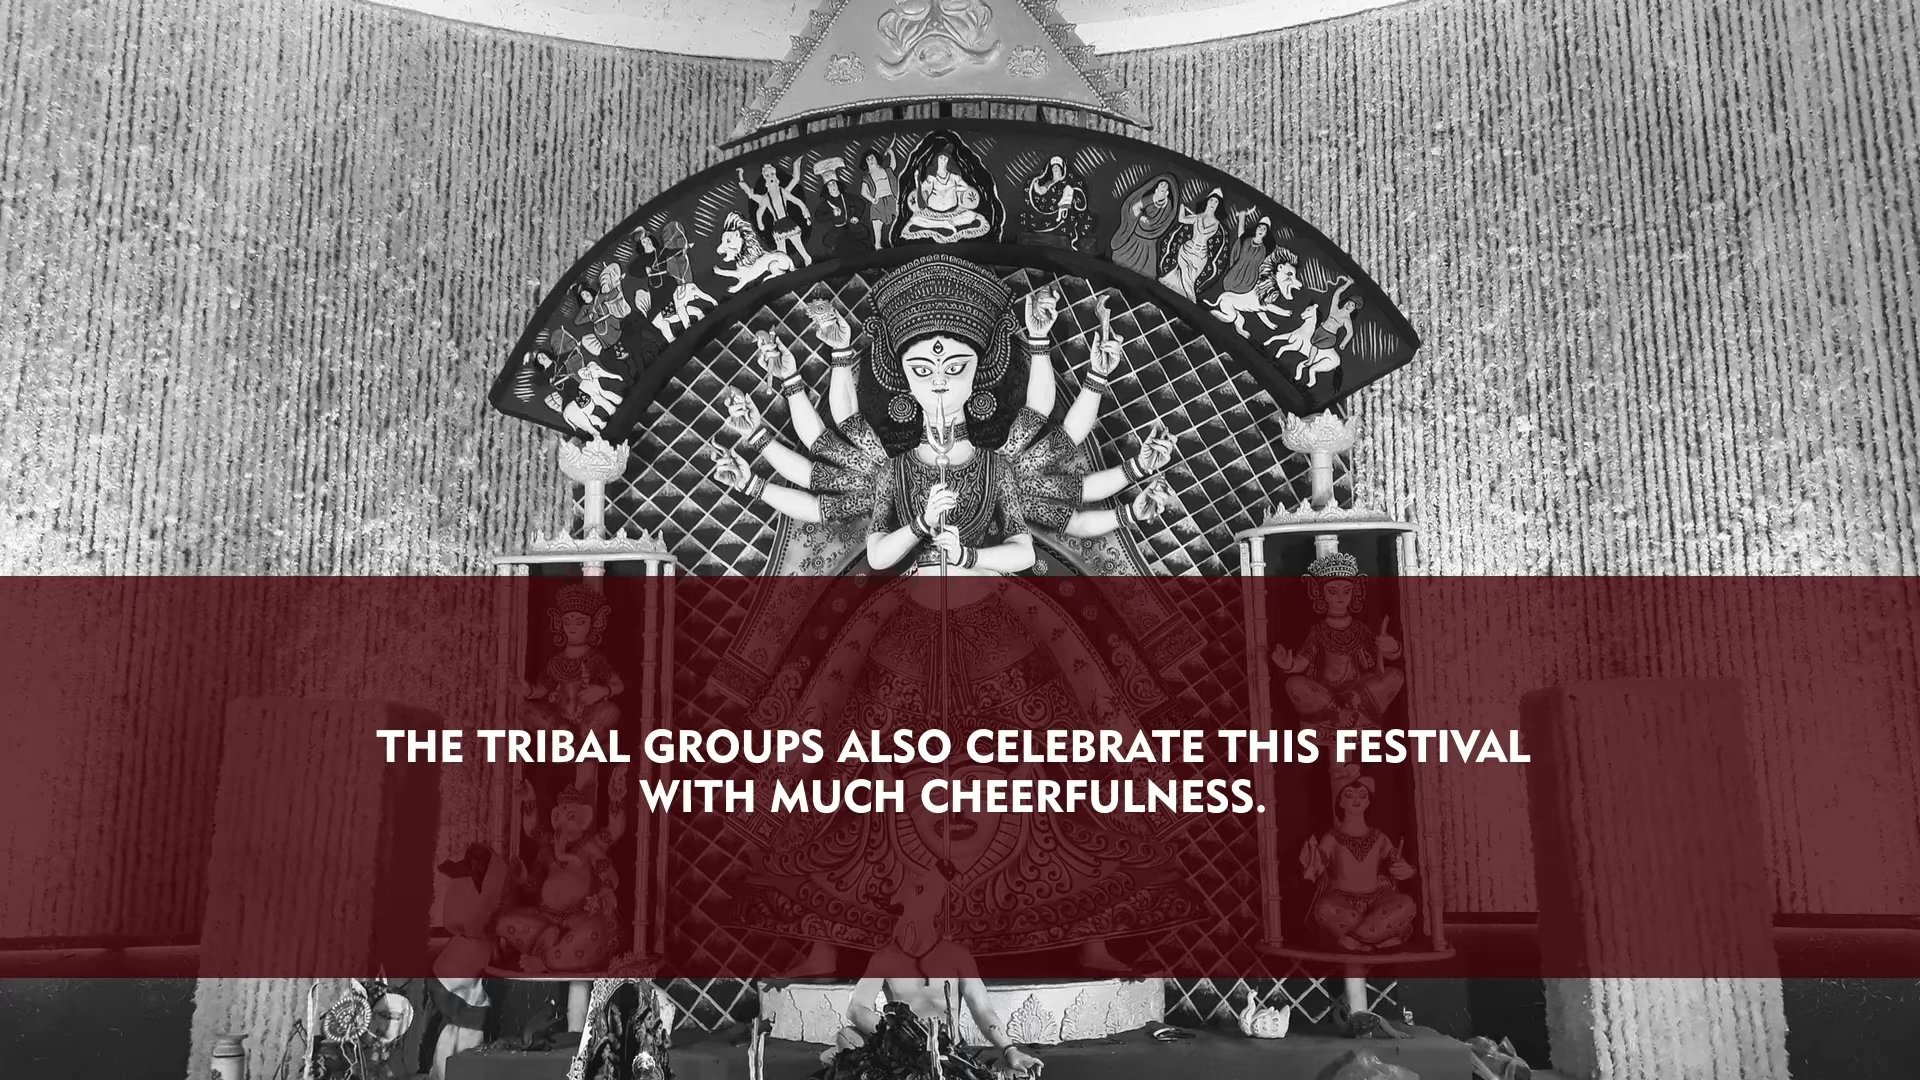 THE TRIBAL GROUPS ALSO CELEBRATE THIS FESTIVAL
WITH MUCH CHEERFULNESS.